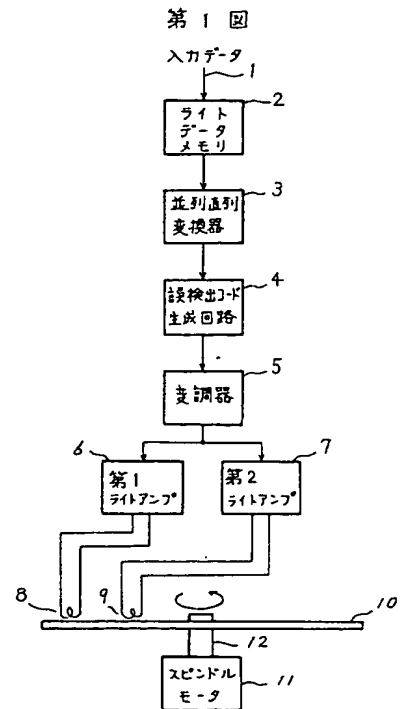 第1図
入力データ
1
2
ライト
データ
メモリ
3
並列直列
変換器
4
誤検出コード
生成回路
5
変調器
6
7
第1
ライトアンプ
第2
ライトアンプ
8
9
10
12
スピンドル
モータ
11